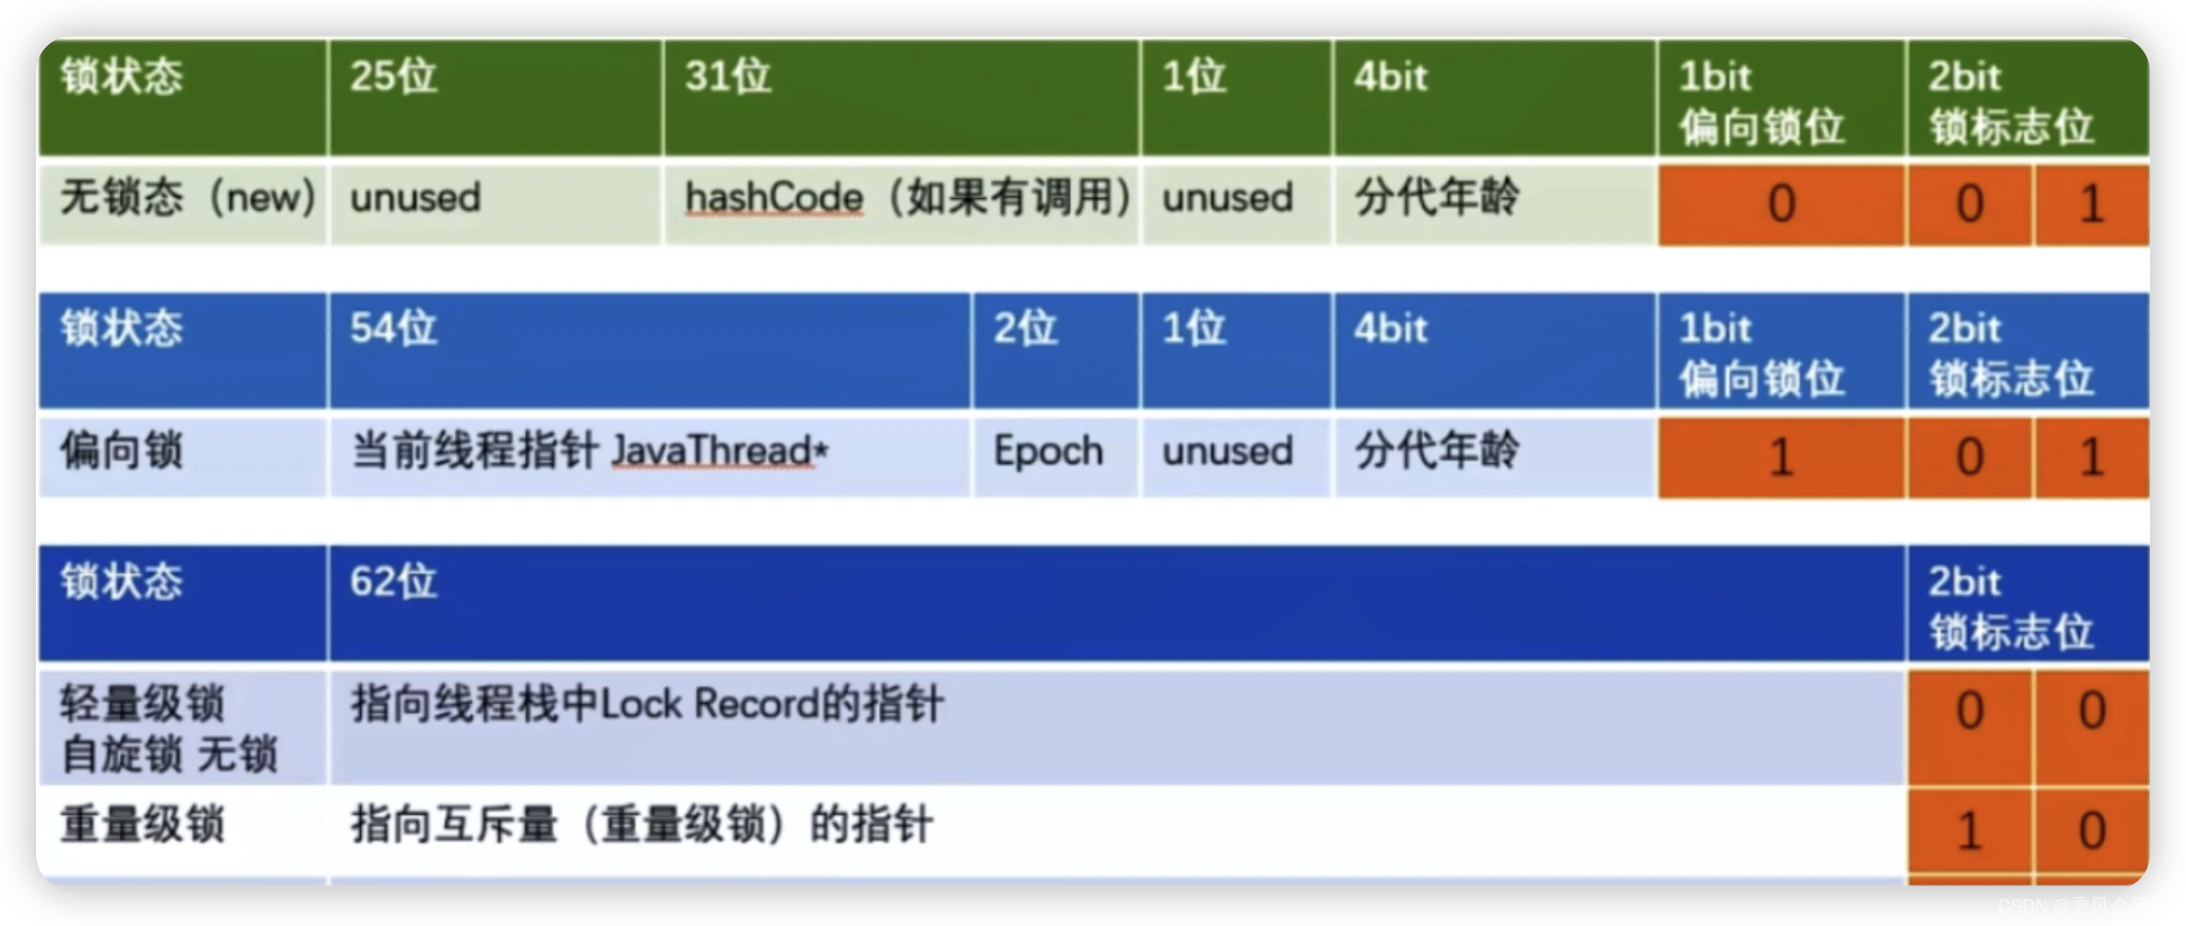 锁状态 25位 31位 1位 4bit 1bit 2bit
偏向锁位 锁标志位
无锁态（new） unused hashCode（如果有调用） unused 分代年龄 0 0 1
锁状态 54位 2位 1位 4bit 1bit 2bit
偏向锁位 锁标志位
偏向锁 当前线程指针 JavaThread* Epoch unused 分代年龄 1 0 1
锁状态 62位 2bit
锁标志位
轻量级锁 指向线程栈中Lock Record的指针 0 0
自旋锁 无锁
重量级锁 指向互斥量（重量级锁）的指针 1 0
CSDN @乘风